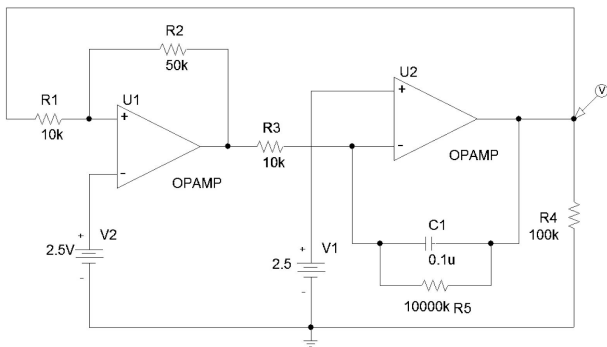 R2
50k
R1
10k
U1
+
-
OPAMP
R3
10k
U2
+
-
OPAMP
V
+
V2
2.5V
-
+
V1
2.5
-
C1
0.1u
10000k R5
R4
100k